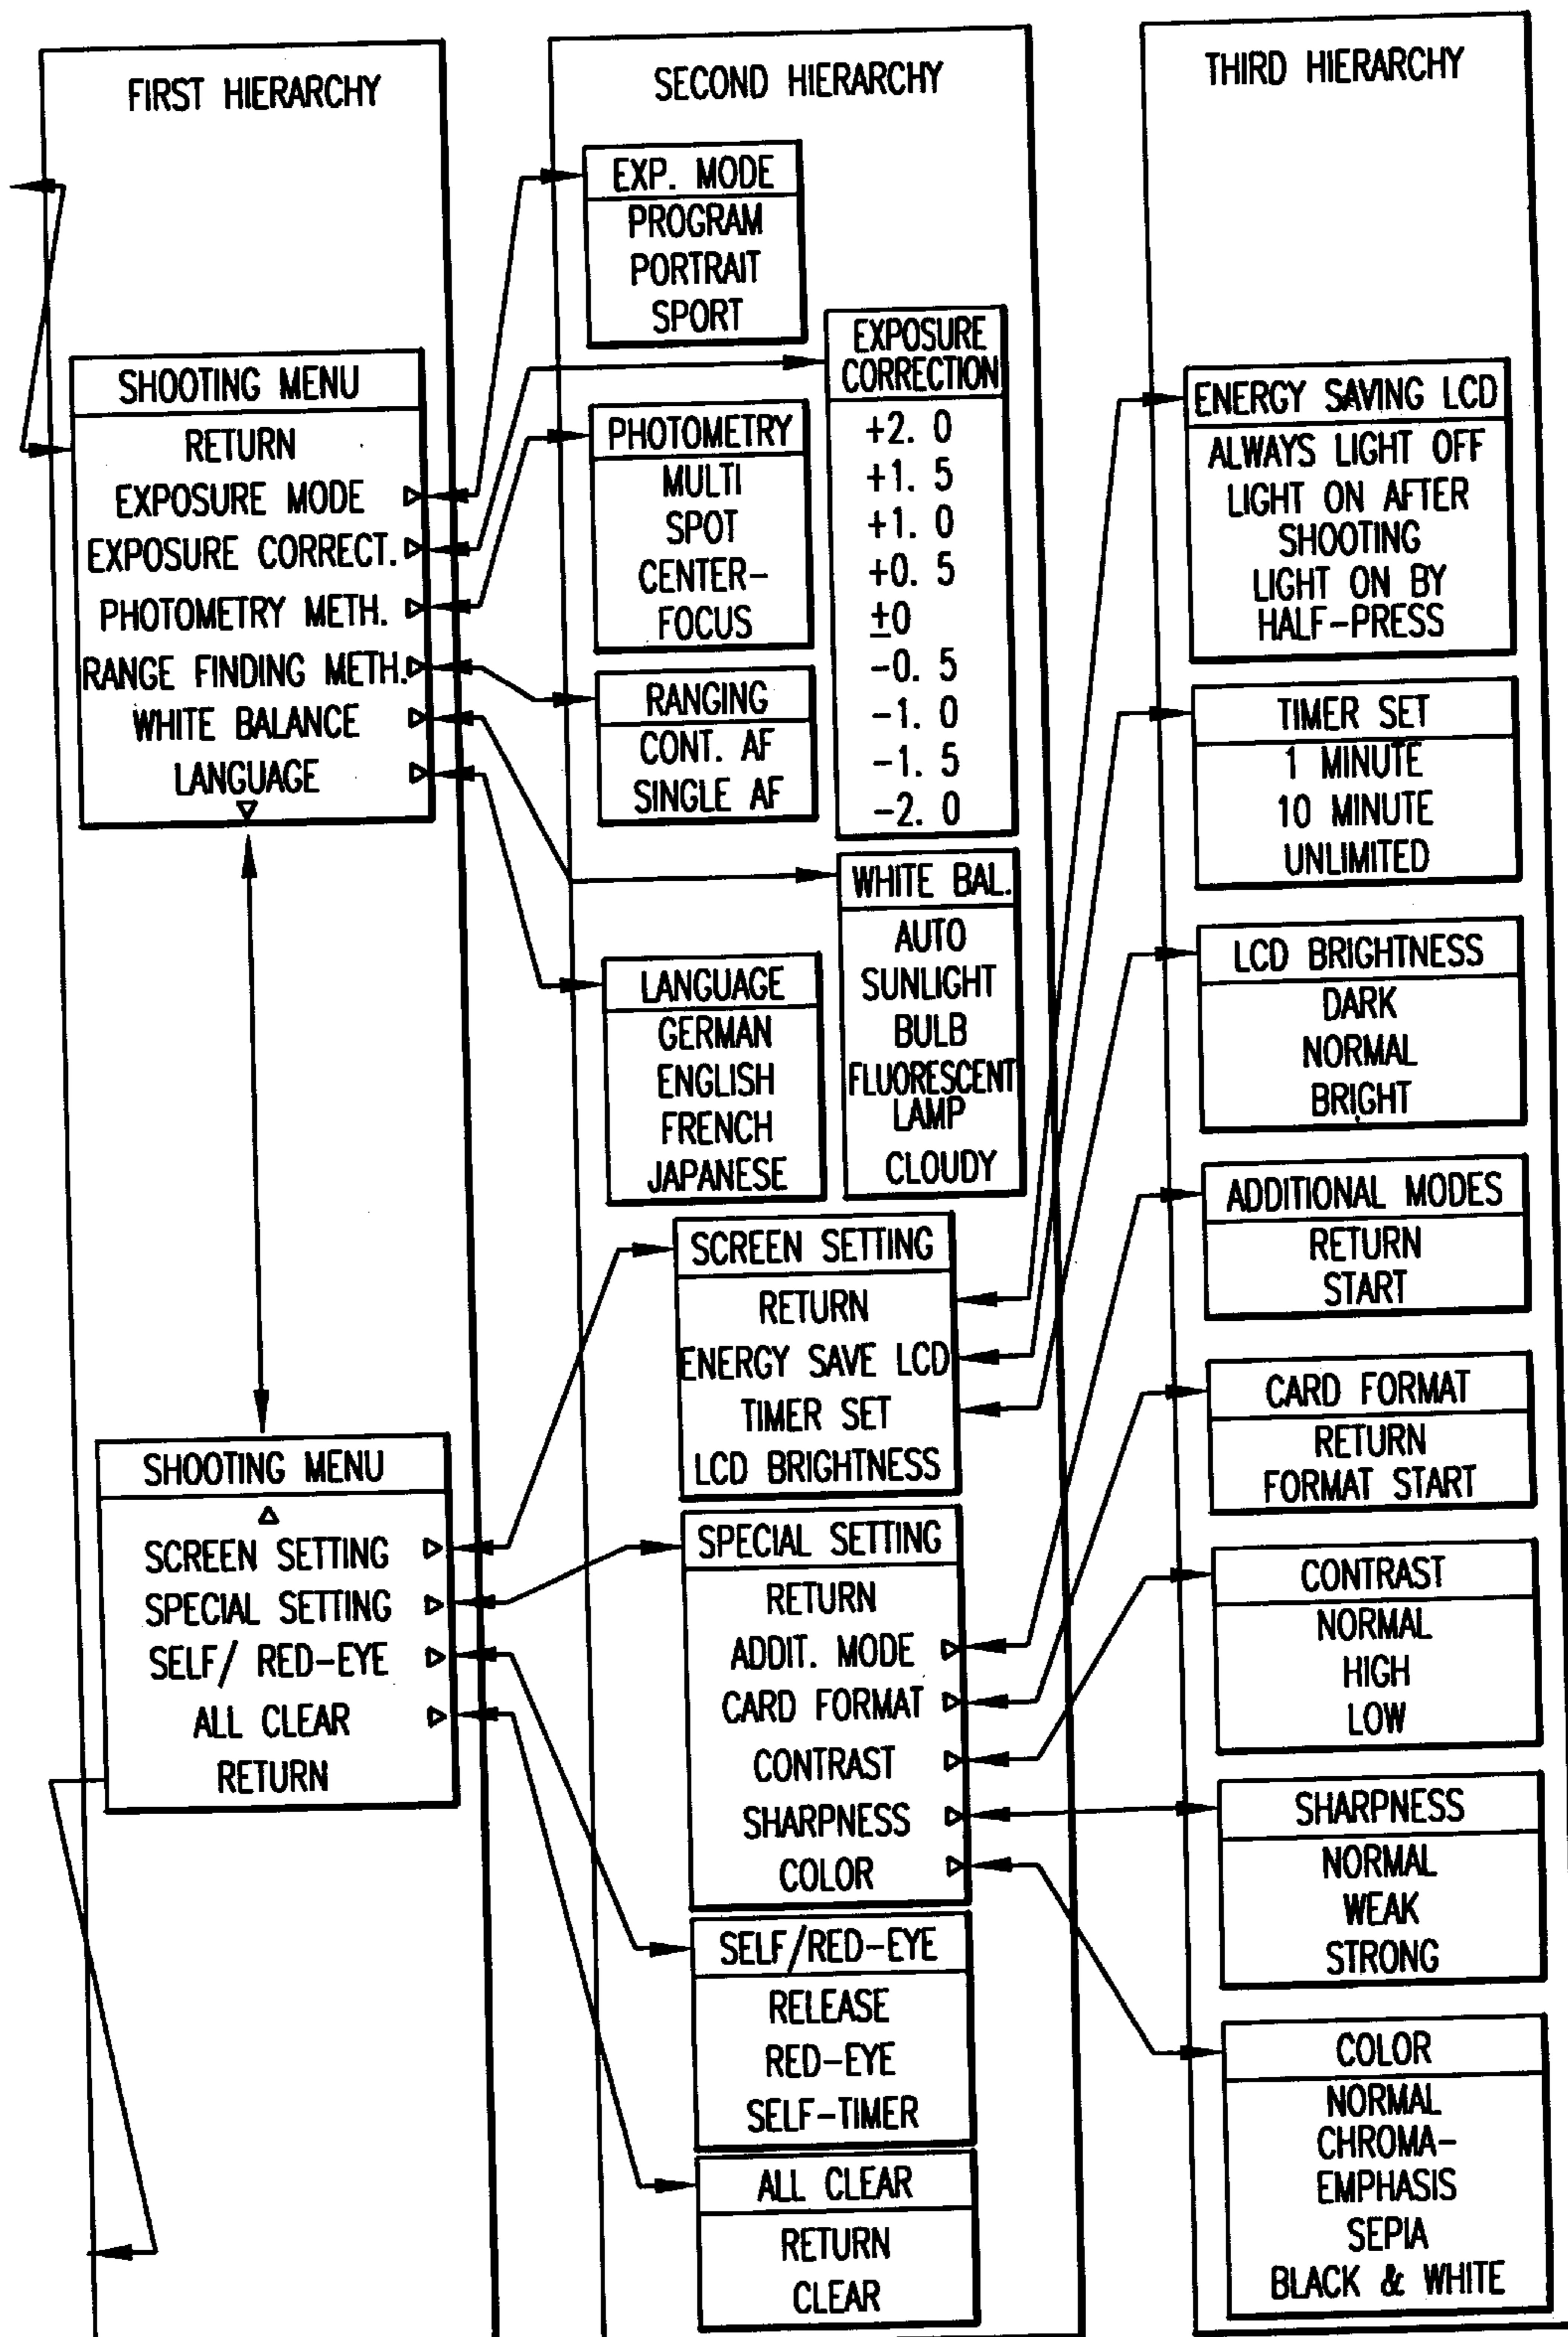 FIRST HIERARCHY
SHOOTING MENU
RETURN
EXPOSURE MODE
EXPOSURE CORRECT.
PHOTOMETRY METH.
RANGE FINDING METH.
WHITE BALANCE
LANGUAGE
SHOOTING MENU
SCREEN SETTING
SPECIAL SETTING
SELF/ RED-EYE
ALL CLEAR
RETURN
SECOND HIERARCHY
EXP. MODE
PROGRAM
PORTRAIT
SPORT
EXPOSURE
CORRECTION
+2. 0
+1. 5
+1. 0
+0. 5
±0
-0. 5
-1. 0
-1. 5
-2. 0
PHOTOMETRY
MULTI
SPOT
CENTER-
FOCUS
RANGING
CONT. AF
SINGLE AF
WHITE BAL.
AUTO
SUNLIGHT
BULB
FLUORESCENT
LAMP
CLOUDY
LANGUAGE
GERMAN
ENGLISH
FRENCH
JAPANESE
SCREEN SETTING
RETURN
ENERGY SAVE LCD
TIMER SET
LCD BRIGHTNESS
SPECIAL SETTING
RETURN
ADDIT. MODE
CARD FORMAT
CONTRAST
SHARPNESS
COLOR
SELF/RED-EYE
RELEASE
RED-EYE
SELF-TIMER
ALL CLEAR
RETURN
CLEAR
THIRD HIERARCHY
ENERGY SAVING LCD
ALWAYS LIGHT OFF
LIGHT ON AFTER
SHOOTING
LIGHT ON BY
HALF-PRESS
TIMER SET
1 MINUTE
10 MINUTE
UNLIMITED
LCD BRIGHTNESS
DARK
NORMAL
BRIGHT
ADDITIONAL MODES
RETURN
START
CARD FORMAT
RETURN
FORMAT START
CONTRAST
NORMAL
HIGH
LOW
SHARPNESS
NORMAL
WEAK
STRONG
COLOR
NORMAL
CHROMA-
EMPHASIS
SEPIA
BLACK & WHITE